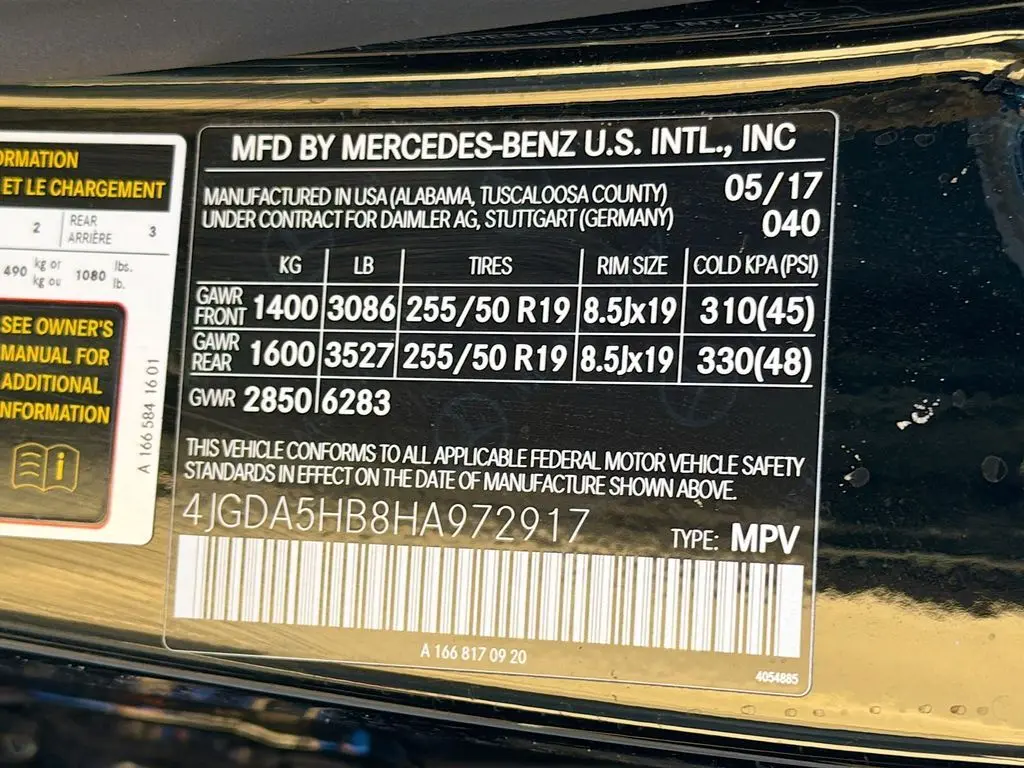 ORMATION
ET LE CHARGEMENT
2 REAR ARRIÈRE 3
490 kg or kg ou 1080 lbs. lb.
SEE OWNER'S
MANUAL FOR
ADDITIONAL
NFORMATION
i
A 166 584 16 01
MFD BY MERCEDES-BENZ U.S. INTL., INC
MANUFACTURED IN USA (ALABAMA, TUSCALOOSA COUNTY) 05/17
UNDER CONTRACT FOR DAIMLER AG, STUTTGART (GERMANY) 040
KG LB TIRES RIM SIZE COLD KPA (PSI)
GAWR FRONT 1400 3086 255/50 R19 8.5Jx19 310(45)
GAWR REAR 1600 3527 255/50 R19 8.5Jx19 330(48)
GVWR 2850 6283
THIS VEHICLE CONFORMS TO ALL APPLICABLE FEDERAL MOTOR VEHICLE SAFETY
STANDARDS IN EFFECT ON THE DATE OF MANUFACTURE SHOWN ABOVE.
4JGDA5HB8HA972917 TYPE: MPV
A 166 817 09 20
4054885